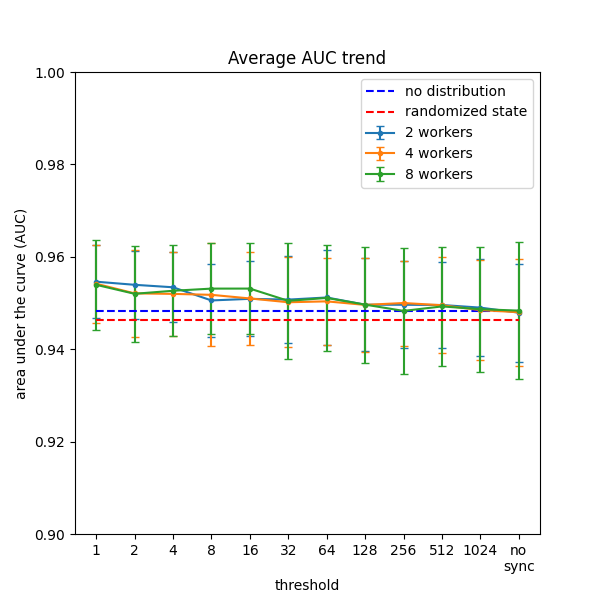 Average AUC trend
1.00
0.98
0.96
0.94
0.92
0.90
area under the curve (AUC)
no distribution
randomized state
2 workers
4 workers
8 workers
1 2 4 8 16 32 64 128 256 512 1024 no
sync
threshold